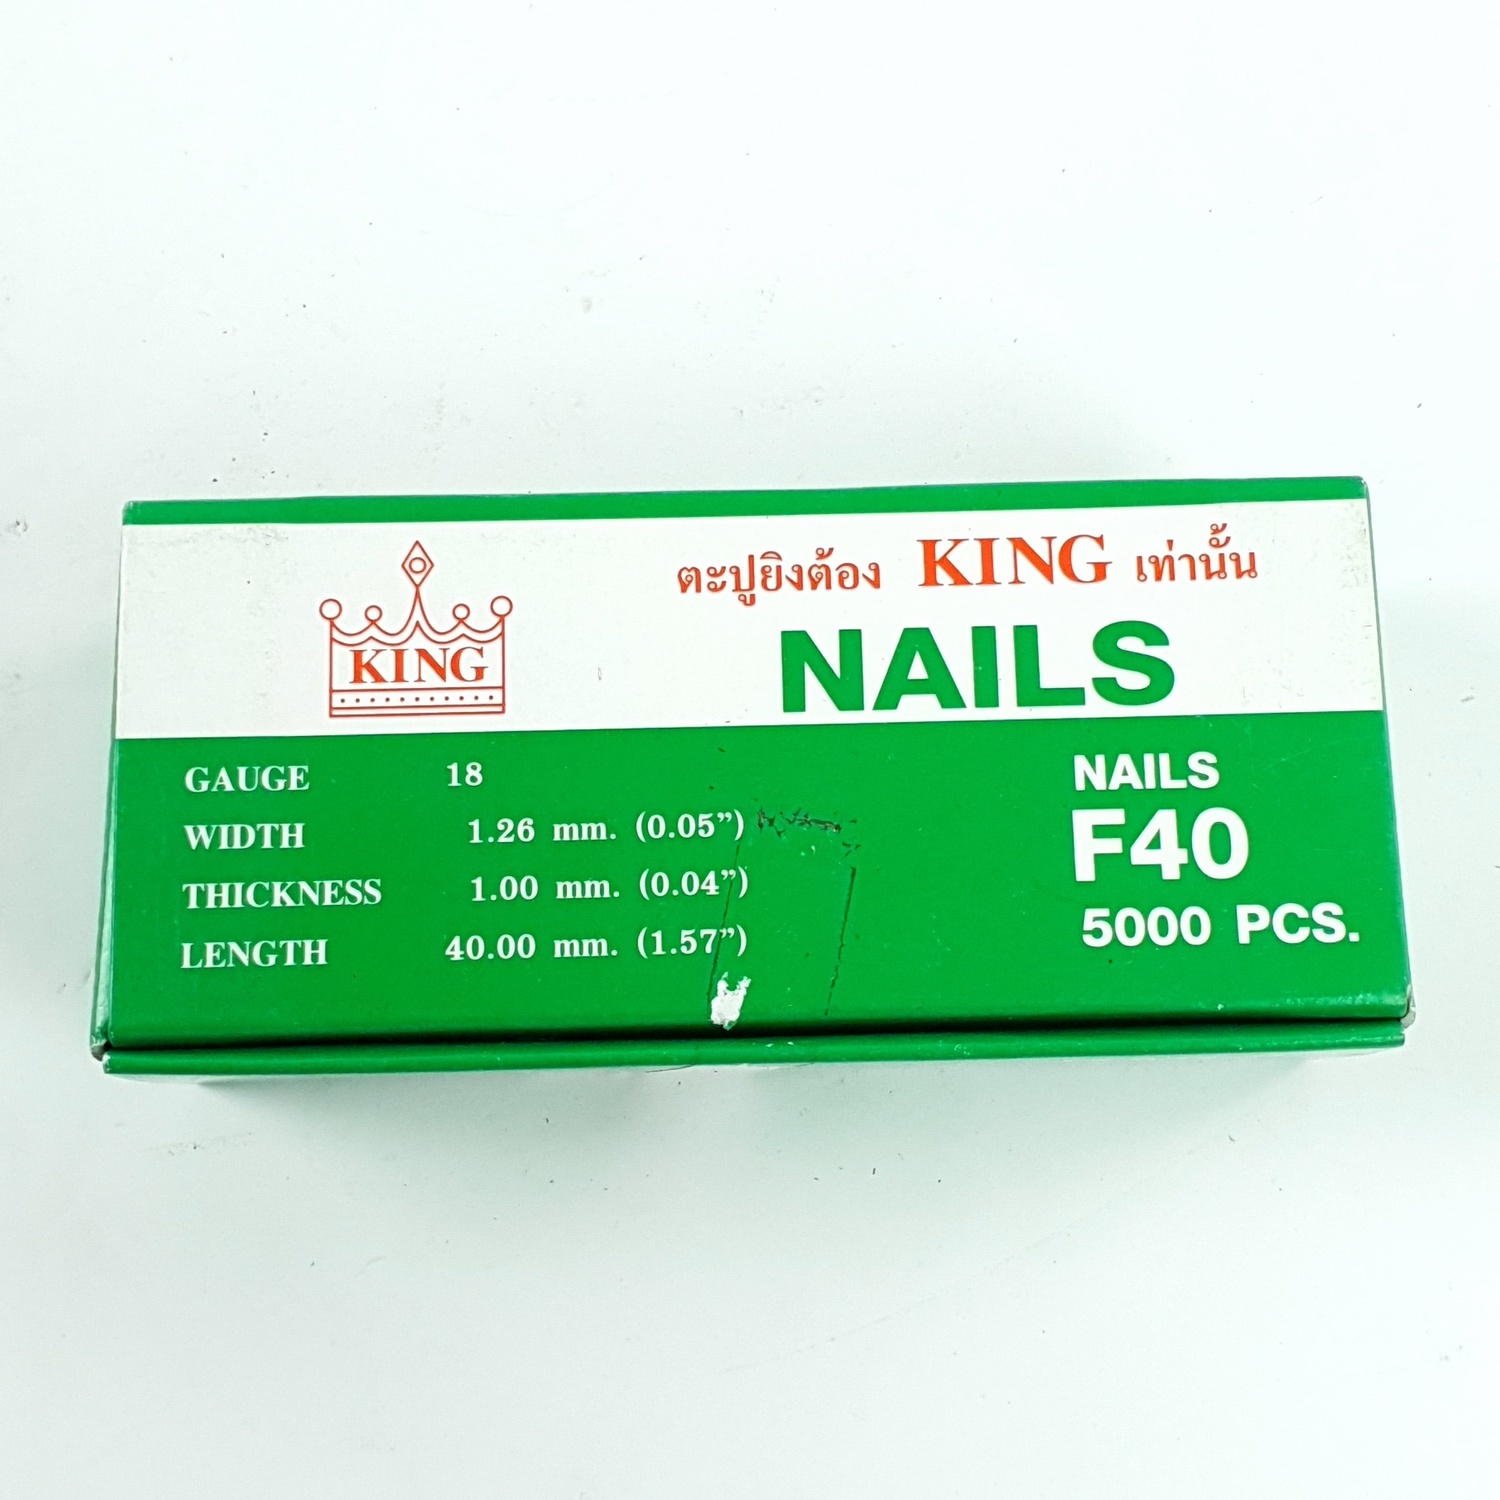 KING
ตะปูยิงต้อง KING เท่านั้น
NAILS
GAUGE 18
WIDTH 1.26 mm. (0.05”)
THICKNESS 1.00 mm. (0.04”)
LENGTH 40.00 mm. (1.57”)
NAILS
F40
5000 PCS.